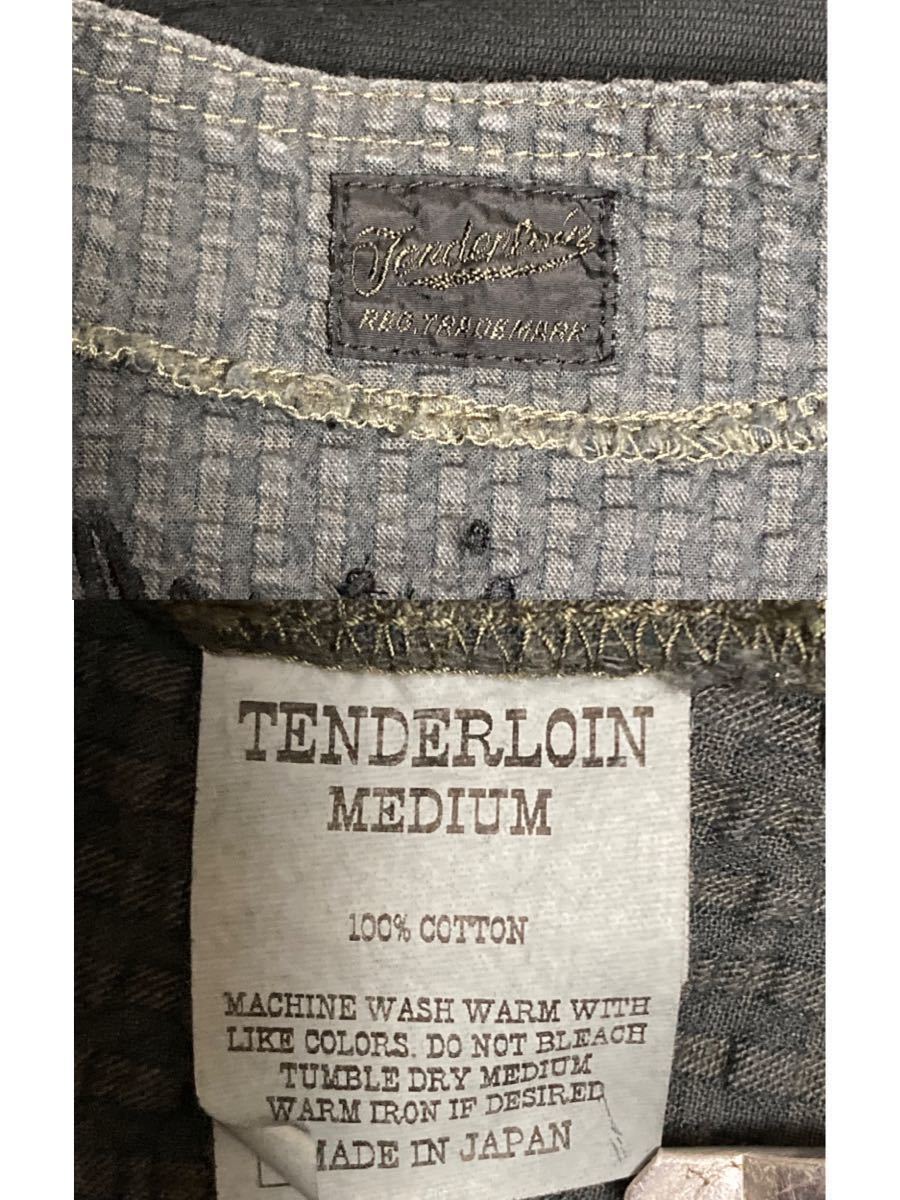 Tenderloin
REG. TRADEMARK
TENDERLOIN
MEDIUM
100% COTTON
MACHINE WASH WARM WITH
LIKE COLORS. DO NOT BLEACH
TUMBLE DRY MEDIUM
WARM IRON IF DESIRED
MADE IN JAPAN